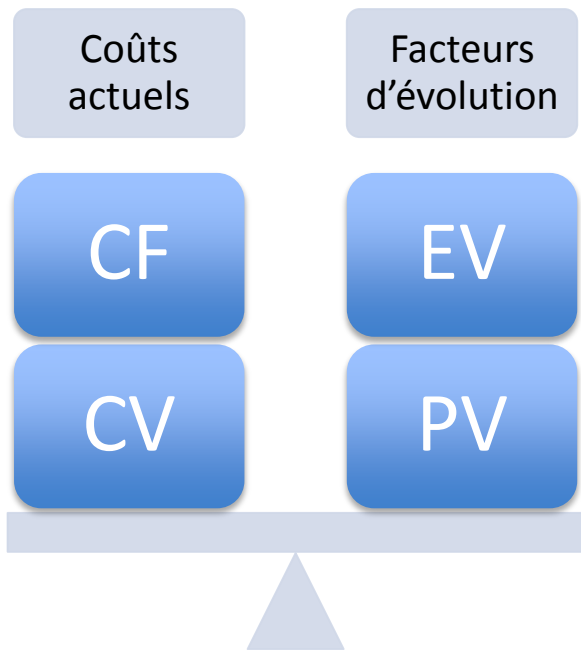 Coûts
actuels
Facteurs
d'évolution
CF
EV
CV
PV